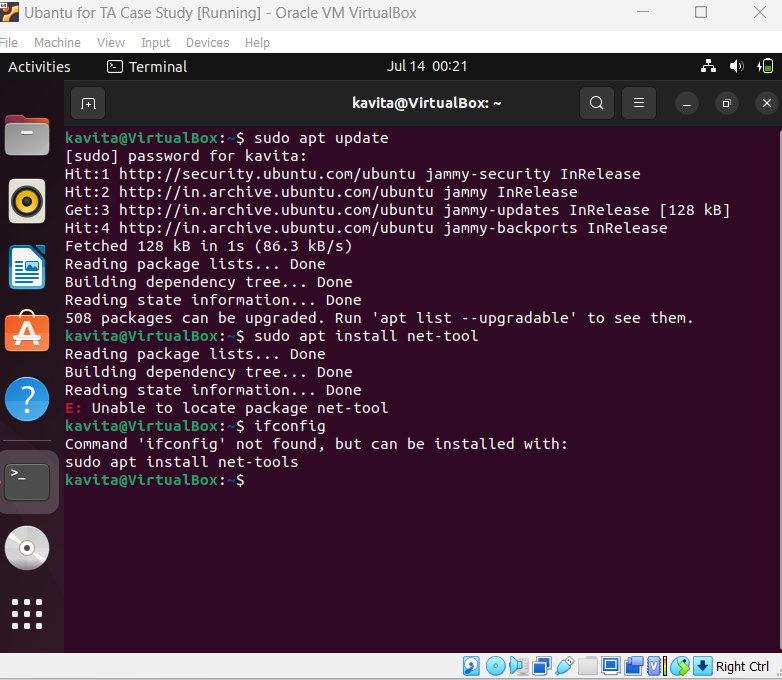 Ubantu for TA Case Study [Running] - Oracle VM VirtualBox
File Machine View Input Devices Help
Activities Terminal Jul 14 00:21
kavita@VirtualBox: ~
kavita@VirtualBox:~$ sudo apt update
[sudo] password for kavita:
Hit:1 http://security.ubuntu.com/ubuntu jammy-security InRelease
Hit:2 http://in.archive.ubuntu.com/ubuntu jammy InRelease
Get:3 http://in.archive.ubuntu.com/ubuntu jammy-updates InRelease [128 kB]
Hit:4 http://in.archive.ubuntu.com/ubuntu jammy-backports InRelease
Fetched 128 kB in 1s (86.3 kB/s)
Reading package lists... Done
Building dependency tree... Done
Reading state information... Done
508 packages can be upgraded. Run 'apt list --upgradable' to see them.
kavita@VirtualBox:~$ sudo apt install net-tool
Reading package lists... Done
Building dependency tree... Done
Reading state information... Done
E: Unable to locate package net-tool
kavita@VirtualBox:~$ ifconfig
Command 'ifconfig' not found, but can be installed with:
sudo apt install net-tools
kavita@VirtualBox:~$
Right Ctrl